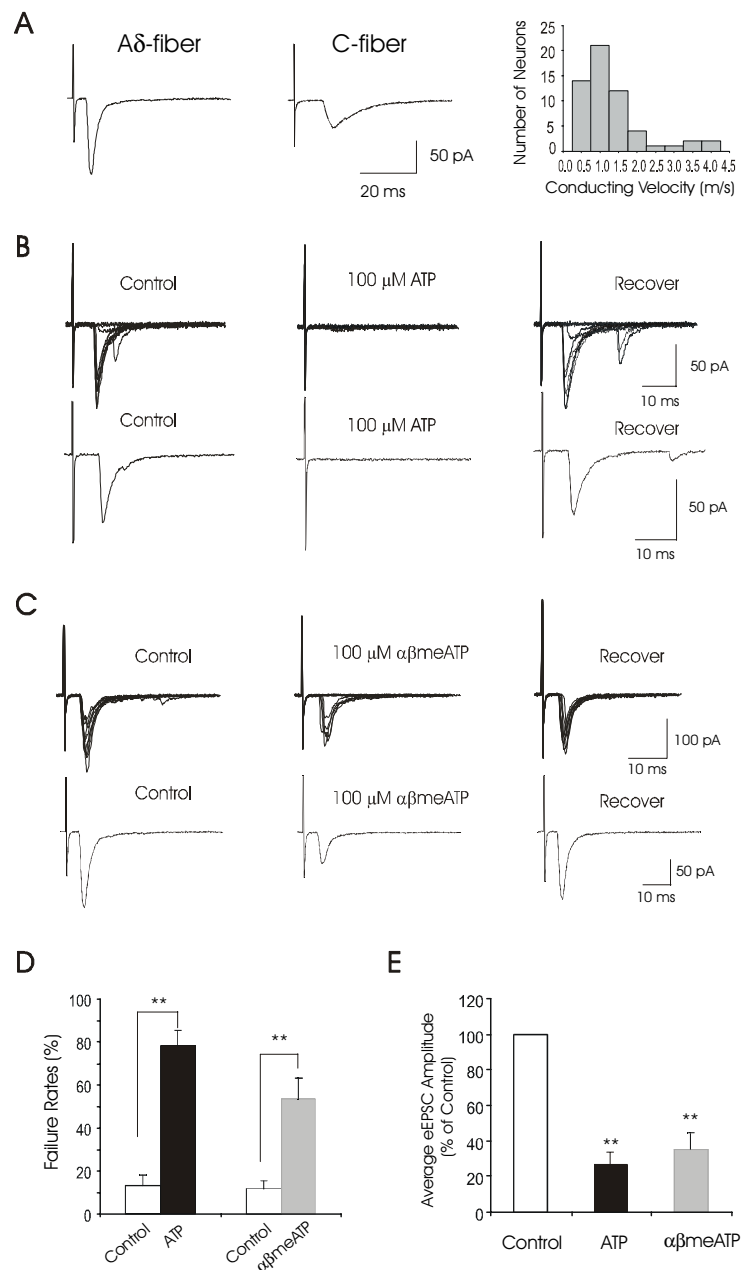 A
Aδ-fiber
C-fiber
50 pA
20 ms
Number of Neurons
25
20
15
10
5
0
0.0 0.5 1.0 1.5 2.0 2.5 3.0 3.5 4.0 4.5
Conducting Velocity (m/s)
B
Control
100 μM ATP
Recover
50 pA
10 ms
Control
100 μM ATP
Recover
50 pA
10 ms
C
Control
100 μM αβmeATP
Recover
100 pA
10 ms
Control
100 μM αβmeATP
Recover
50 pA
10 ms
D
Failure Rates (%)
100
80
60
40
20
0
**
**
Control
ATP
Control
αβmeATP
E
Average eEPSC Amplitude
(% of Control)
120
100
80
60
40
20
0
**
**
Control
ATP
αβmeATP